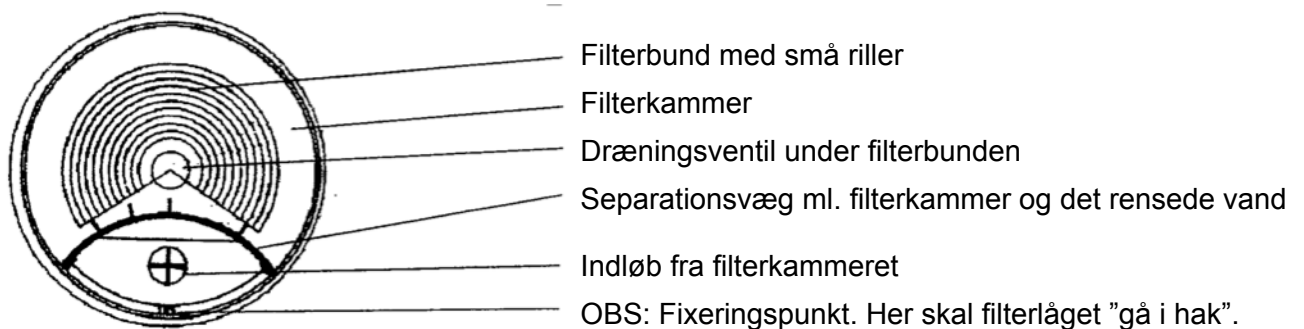 Filterbund med små riller
Filterkammer
Dræningsventil under filterbunden
Separationsvæg ml. filterkammer og det rensede vand
Indløb fra filterkammeret
OBS: Fixeringspunkt. Her skal filterlåget ”gå i hak”.